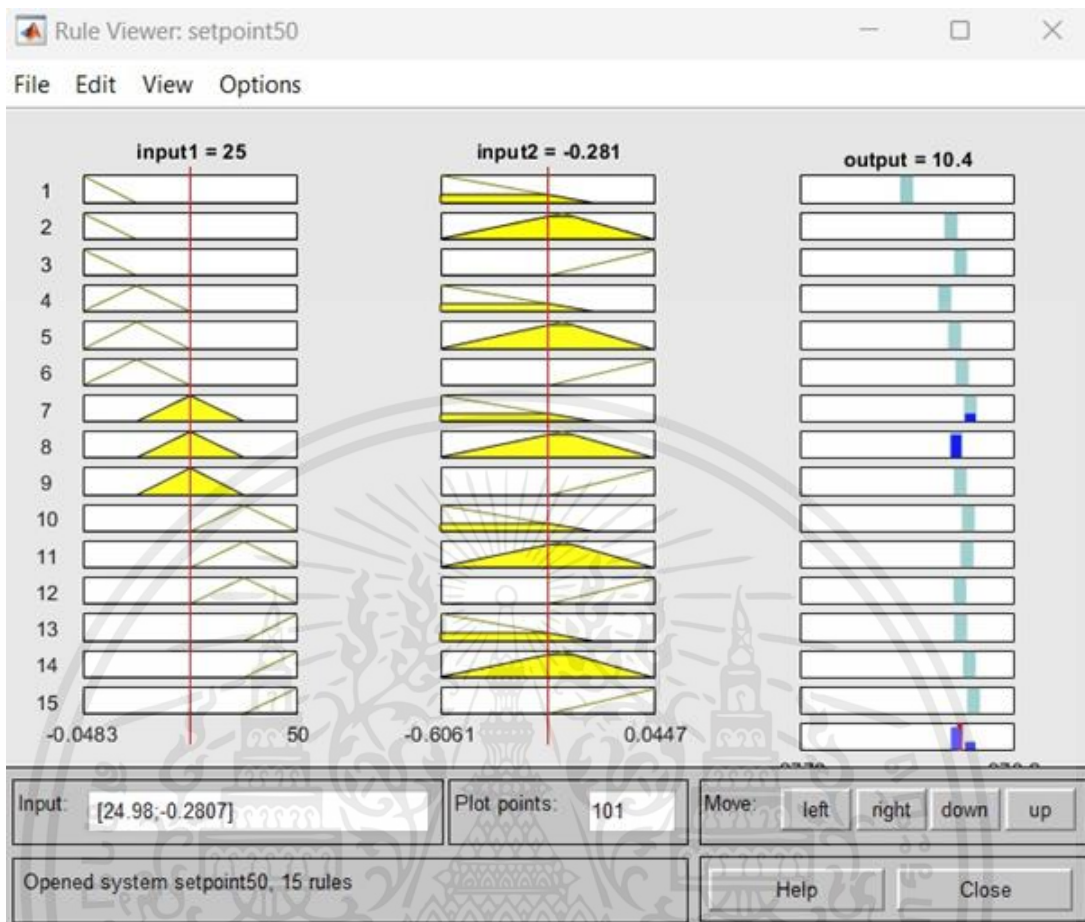 Rule Viewer: setpoint50
File Edit View Options
input1 = 25
input2 = -0.281
output = 10.4
1
2
3
4
5
6
7
8
9
10
11
12
13
14
15
-0.0483 50
-0.6061 0.0447
Input: [24.98;-0.2807]
Plot points: 101
Move: left right down up
Opened system setpoint50, 15 rules
Help Close